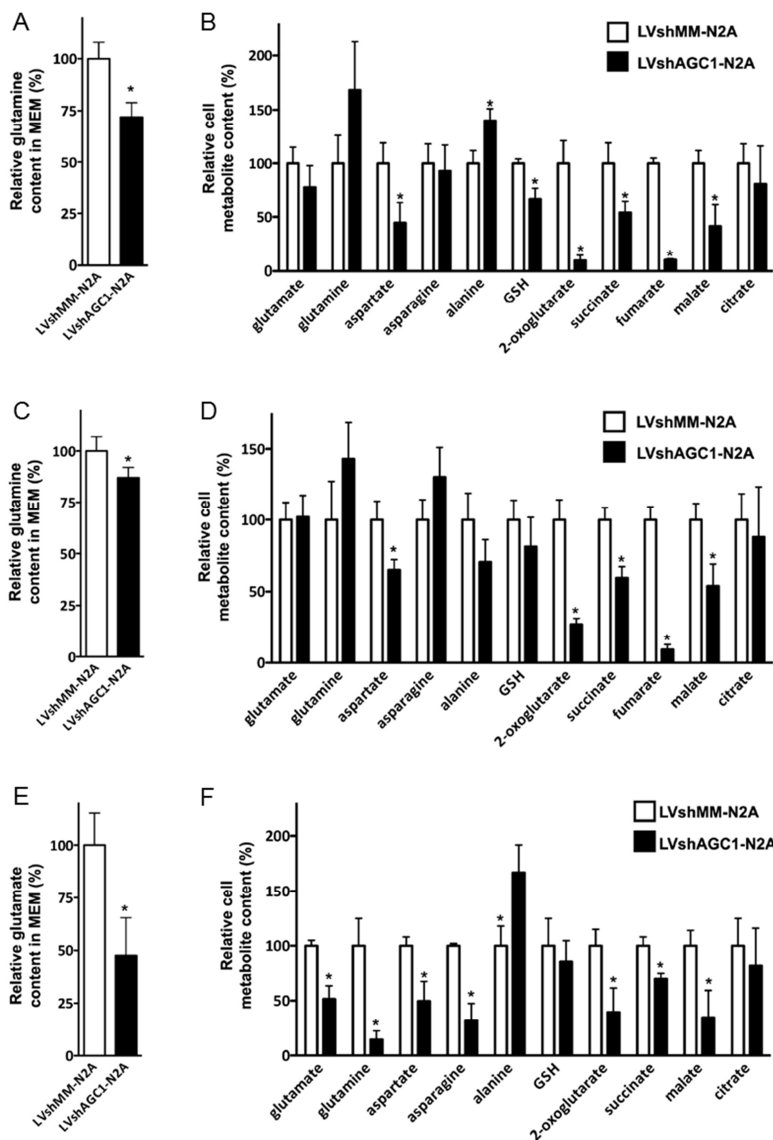 A
Relative glutamine
content in MEM (%)
100
75
50
25
0
LVshMM-N2A
LVshAGC1-N2A
B
Relative cell
metabolite content (%)
200
150
100
50
0
LVshMM-N2A
LVshAGC1-N2A
*
*
*
*
*
*
*
glutamate
glutamine
aspartate
asparagine
alanine
GSH
2-oxoglutarate
succinate
fumarate
malate
citrate
C
Relative glutamine
content in MEM (%)
100
75
50
25
0
*
LVshMM-N2A
LVshAGC1-N2A
D
Relative cell
metabolite content (%)
150
100
50
0
LVshMM-N2A
LVshAGC1-N2A
*
*
*
*
*
glutamate
glutamine
aspartate
asparagine
alanine
GSH
2-oxoglutarate
succinate
fumarate
malate
citrate
E
Relative glutamate
content in MEM (%)
100
75
50
25
0
*
LVshMM-N2A
LVshAGC1-N2A
F
Relative cell
metabolite content (%)
200
150
100
50
0
LVshMM-N2A
LVshAGC1-N2A
*
*
*
*
*
*
*
*
glutamate
glutamine
aspartate
asparagine
alanine
GSH
2-oxoglutarate
succinate
malate
citrate